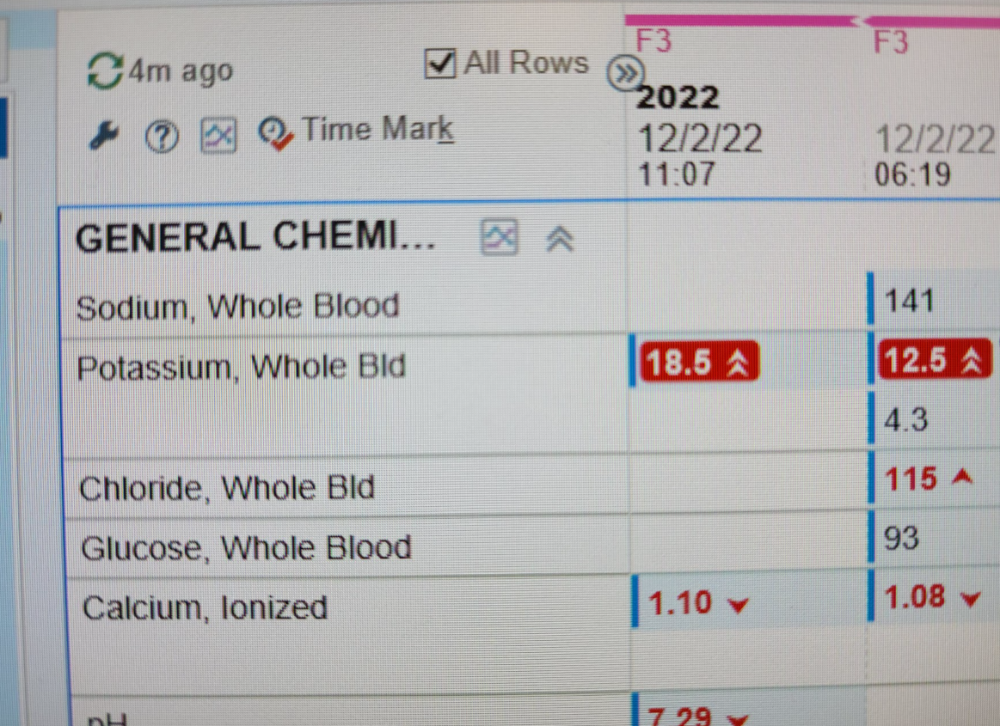 F3 F3
4m ago All Rows
2022
Time Mark 12/2/22 12/2/22
11:07 06:19
GENERAL CHEMI...
Sodium, Whole Blood 141
Potassium, Whole Bld 18.5 12.5
4.3
Chloride, Whole Bld 115
Glucose, Whole Blood 93
Calcium, Ionized 1.10 1.08
pH 7.29